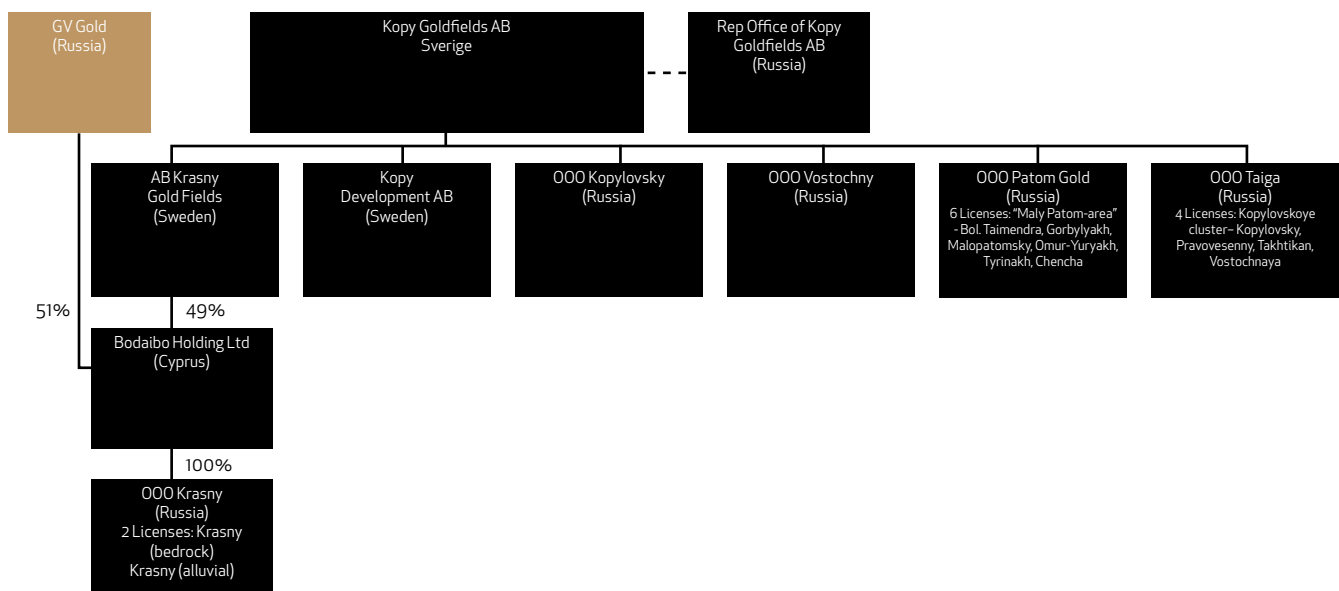 GV Gold
(Russia)
Kopy Goldfields AB
Sverige
Rep Office of Kopy
Goldfields AB
(Russia)
AB Krasny
Gold Fields
(Sweden)
Kopy
Development AB
(Sweden)
OOO Kopylovsky
(Russia)
OOO Vostochny
(Russia)
OOO Patom Gold
(Russia)
6 Licenses: “Maly Patom-area”
- Bol. Taimendra, Gorbylyakh,
Malopatomsky, Omur-Yuryakh,
Tyrinakh, Chencha
OOO Taiga
(Russia)
4 Licenses: Kopylovskoye
cluster– Kopylovsky,
Pravovesenny, Takhtikan,
Vostochnaya
51%
49%
Bodaibo Holding Ltd
(Cyprus)
100%
OOO Krasny
(Russia)
2 Licenses: Krasny
(bedrock)
Krasny (alluvial)